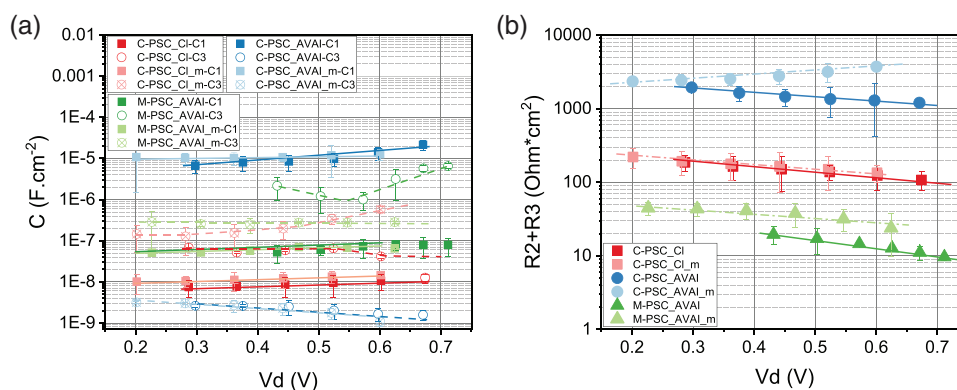 (a)
0.01
0.001
1E-4
1E-5
1E-6
1E-7
1E-8
1E-9
C (F.cm-2)
C-PSC_Cl-C1
C-PSC_Cl-C3
C-PSC_Cl_m-C1
C-PSC_Cl_m-C3
C-PSC_AVAI-C1
C-PSC_AVAI-C3
C-PSC_AVAI_m-C1
C-PSC_AVAI_m-C3
M-PSC_AVAI-C1
M-PSC_AVAI-C3
M-PSC_AVAI_m-C1
M-PSC_AVAI_m-C3
0.2 0.3 0.4 0.5 0.6 0.7
Vd (V)
(b)
10000
1000
100
10
1
R2+R3 (Ohm*cm2)
C-PSC_Cl
C-PSC_Cl_m
C-PSC_AVAI
C-PSC_AVAI_m
M-PSC_AVAI
M-PSC_AVAI_m
0.2 0.3 0.4 0.5 0.6 0.7
Vd (V)